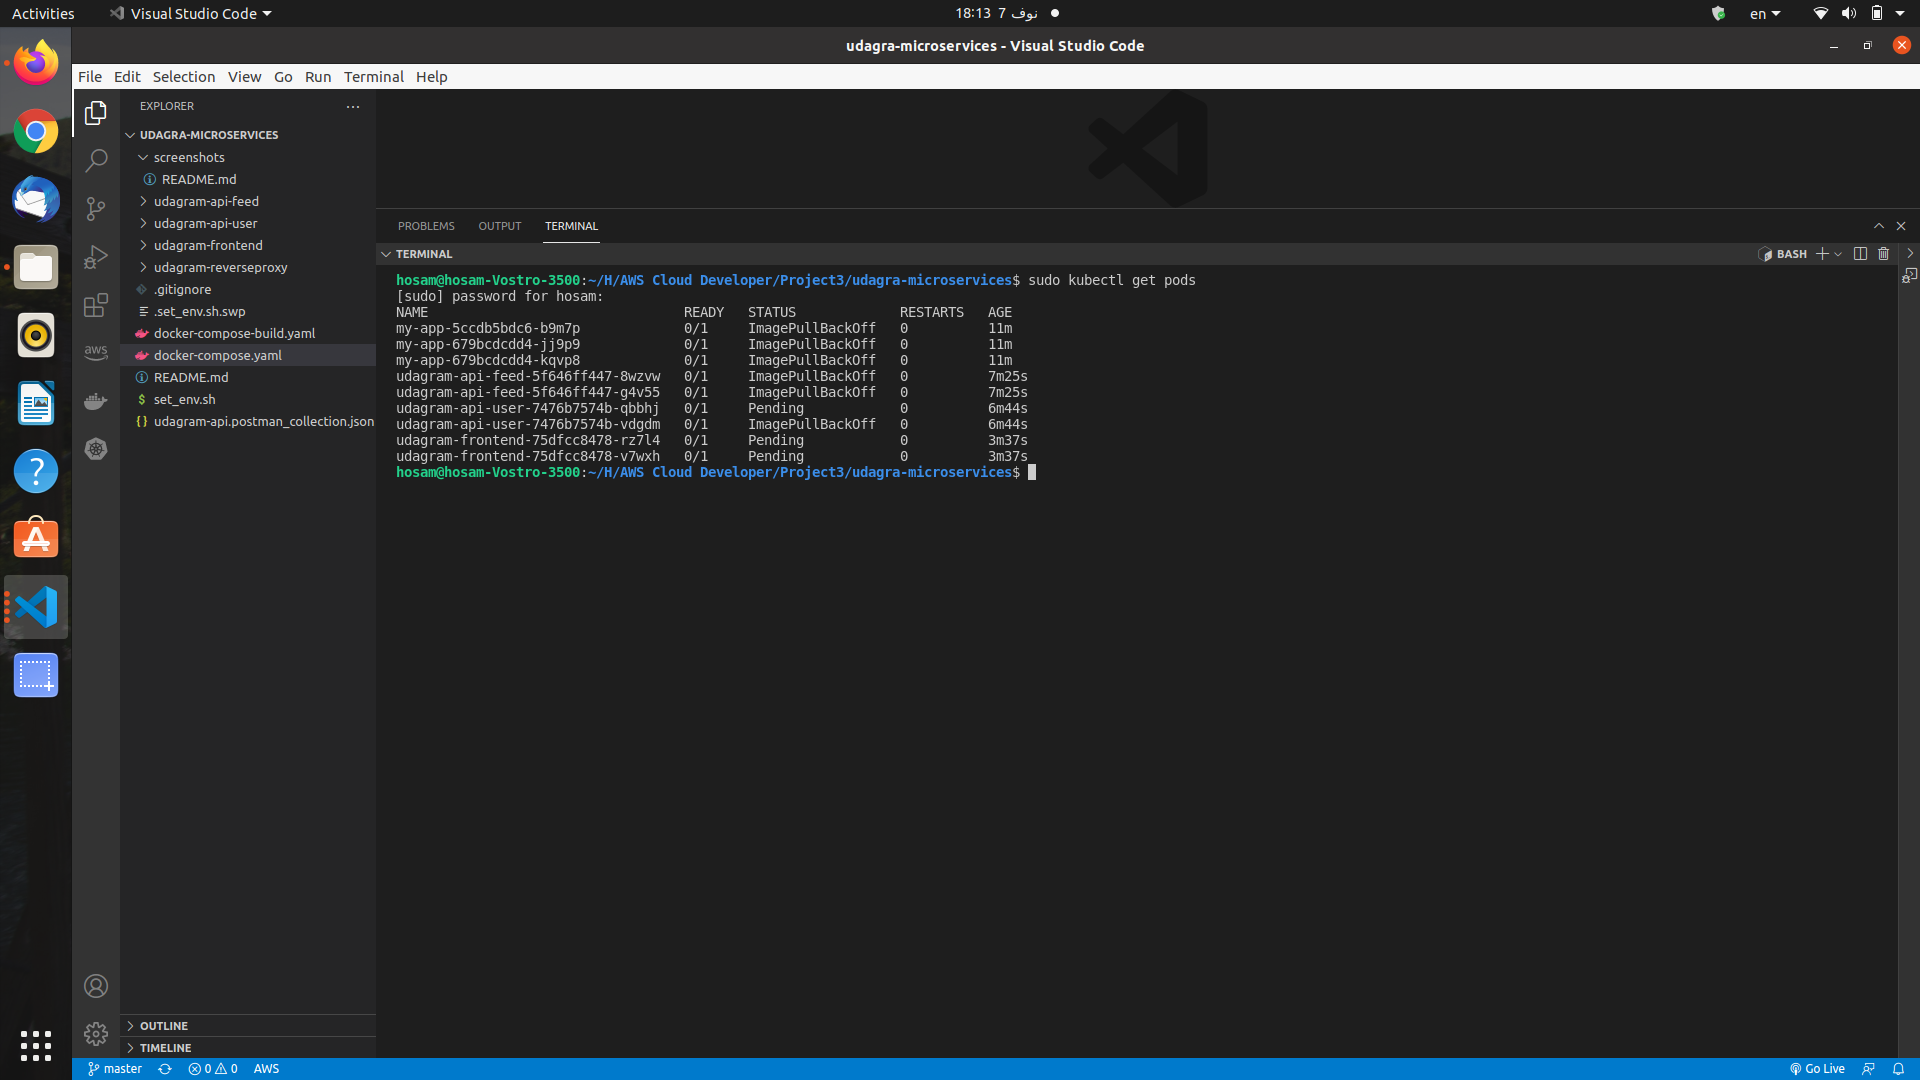 Activities Visual Studio Code 18:13 7 نوف en
udagra-microservices - Visual Studio Code
File Edit Selection View Go Run Terminal Help
EXPLORER
UDAGRA-MICROSERVICES
screenshots
README.md
udagram-api-feed
udagram-api-user
udagram-frontend
udagram-reverseproxy
.gitignore
.set_env.sh.swp
docker-compose-build.yaml
docker-compose.yaml
README.md
set_env.sh
udagram-api.postman_collection.json
aws
OUTLINE
TIMELINE
PROBLEMS OUTPUT TERMINAL
TERMINAL BASH
hosam@hosam-Vostro-3500:~/H/AWS Cloud Developer/Project3/udagra-microservices$ sudo kubectl get pods
[sudo] password for hosam:
NAME READY STATUS RESTARTS AGE
my-app-5ccdb5bdc6-b9m7p 0/1 ImagePullBackOff 0 11m
my-app-679bcdcdd4-jj9p9 0/1 ImagePullBackOff 0 11m
my-app-679bcdcdd4-kqvp8 0/1 ImagePullBackOff 0 11m
udagram-api-feed-5f646ff447-8wzvw 0/1 ImagePullBackOff 0 7m25s
udagram-api-feed-5f646ff447-g4v55 0/1 ImagePullBackOff 0 7m25s
udagram-api-user-7476b7574b-qbbhj 0/1 Pending 0 6m44s
udagram-api-user-7476b7574b-vdgdm 0/1 ImagePullBackOff 0 6m44s
udagram-frontend-75dfcc8478-rz7l4 0/1 Pending 0 3m37s
udagram-frontend-75dfcc8478-v7wxh 0/1 Pending 0 3m37s
hosam@hosam-Vostro-3500:~/H/AWS Cloud Developer/Project3/udagra-microservices$
master 0 0 AWS Go Live